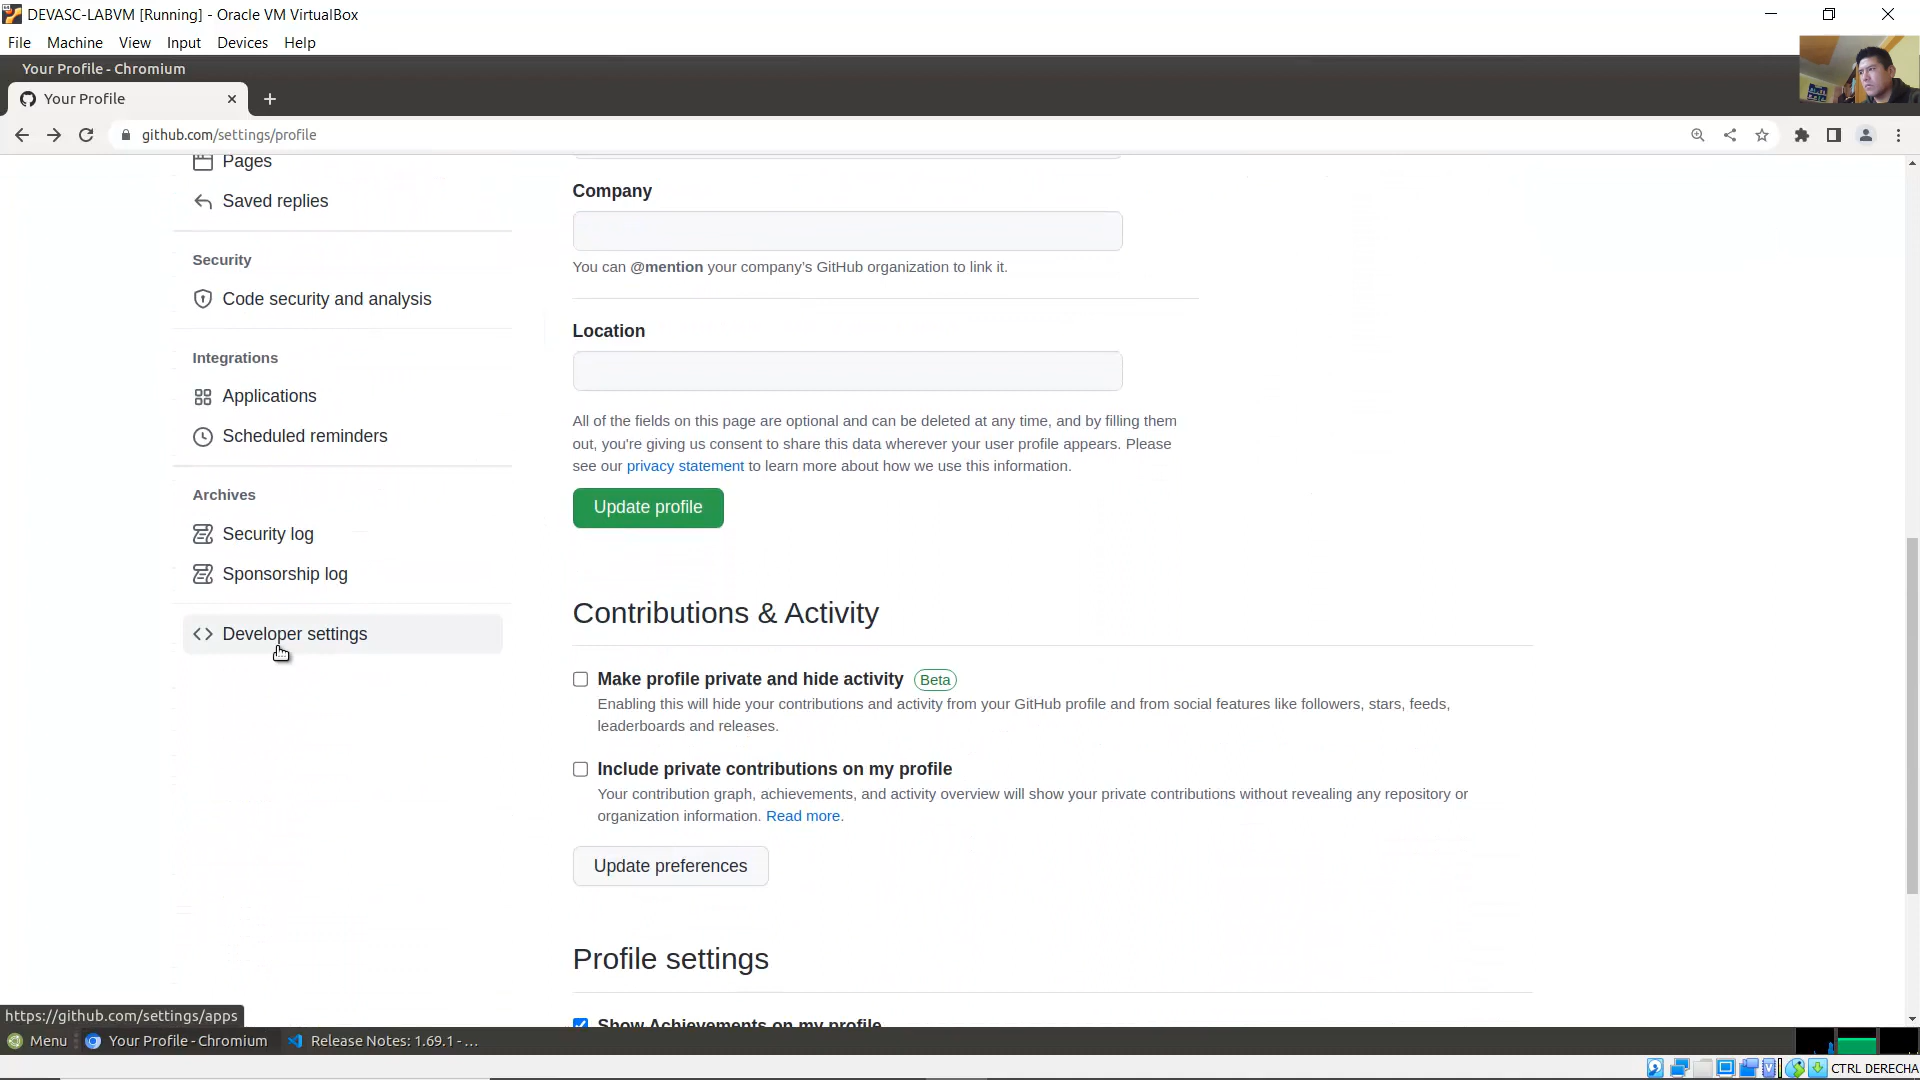 DEVASC-LABVM [Running] - Oracle VM VirtualBox
File Machine View Input Devices Help
Your Profile - Chromium
Your Profile
github.com/settings/profile
Pages
Saved replies
Security
Code security and analysis
Integrations
Applications
Scheduled reminders
Archives
Security log
Sponsorship log
Developer settings
Company
You can @mention your company's GitHub organization to link it.
Location
All of the fields on this page are optional and can be deleted at any time, and by filling them
out, you're giving us consent to share this data wherever your user profile appears. Please
see our privacy statement to learn more about how we use this information.
Update profile
Contributions & Activity
Make profile private and hide activity Beta
Enabling this will hide your contributions and activity from your GitHub profile and from social features like followers, stars, feeds,
leaderboards and releases.
Include private contributions on my profile
Your contribution graph, achievements, and activity overview will show your private contributions without revealing any repository or
organization information. Read more.
Update preferences
Profile settings
Show Achievements on my profile
https://github.com/settings/apps
Menu Your Profile - Chromium Release Notes: 1.69.1 - ...
CTRL DERECHA